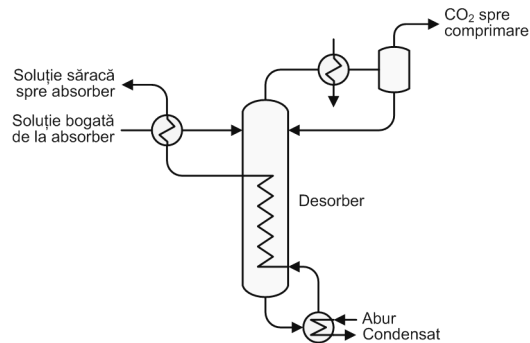 CO2 spre
comprimare
Soluție săracă
spre absorber
Soluție bogată
de la absorber
Desorber
Abur
Condensat